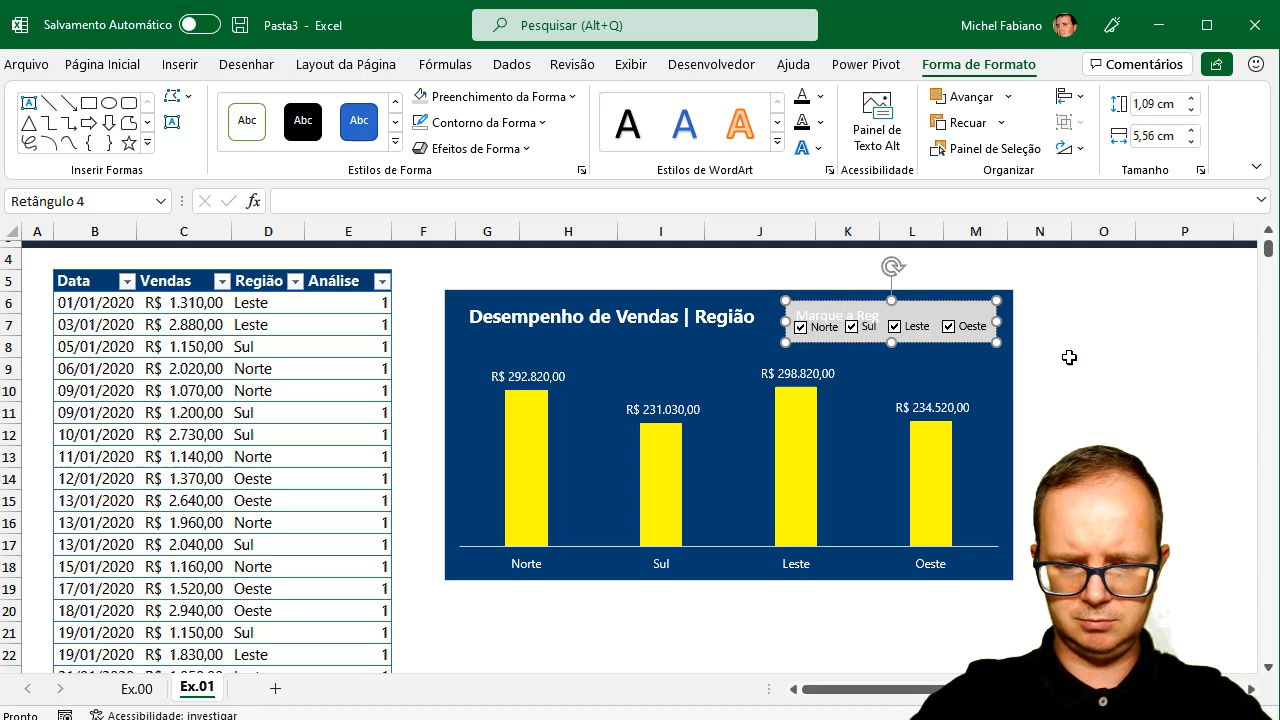 Salvamento Automático
Pasta3 - Excel
Pesquisar (Alt+Q)
Michel Fabiano
Arquivo Página Inicial Inserir Desenhar Layout da Página Fórmulas Dados Revisão Exibir Desenvolvedor Ajuda Power Pivot Forma de Formato Comentários
Abc Abc Abc
Preenchimento da Forma
Contorno da Forma
Efeitos de Forma
A A A
Painel de Texto Alt
Avançar
Recuar
Painel de Seleção
1,09 cm
5,56 cm
Inserir Formas Estilos de Forma Estilos de WordArt Acessibilidade Organizar Tamanho
Retângulo 4 fx
A B C D E F G H I J K L M N O P
4
5 Data Vendas Região Análise
6 01/01/2020 R$ 1.310,00 Leste 1
7 03/01/2020 R$ 2.880,00 Leste 1
8 05/01/2020 R$ 1.150,00 Sul 1
9 06/01/2020 R$ 2.020,00 Norte 1
10 09/01/2020 R$ 1.070,00 Norte 1
11 09/01/2020 R$ 1.200,00 Sul 1
12 10/01/2020 R$ 2.730,00 Sul 1
13 11/01/2020 R$ 1.140,00 Norte 1
14 12/01/2020 R$ 1.370,00 Oeste 1
15 13/01/2020 R$ 2.640,00 Oeste 1
16 13/01/2020 R$ 1.960,00 Norte 1
17 13/01/2020 R$ 2.040,00 Sul 1
18 15/01/2020 R$ 1.160,00 Norte 1
19 17/01/2020 R$ 1.520,00 Oeste 1
20 18/01/2020 R$ 2.940,00 Oeste 1
21 19/01/2020 R$ 1.150,00 Sul 1
22 19/01/2020 R$ 1.830,00 Leste 1
Desempenho de Vendas | Região
Marque a Reg
Norte Sul Leste Oeste
R$ 292.820,00
R$ 231.030,00
R$ 298.820,00
R$ 234.520,00
Norte Sul Leste Oeste
Ex.00 Ex.01
Pronto
Acessibilidade: investigar